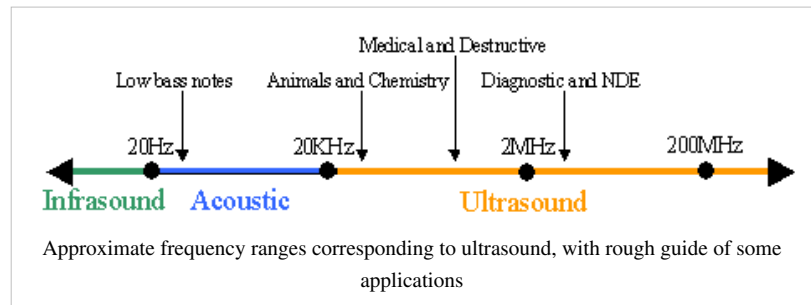 Medical and Destructive
Low bass notes Animals and Chemistry Diagnostic and NDE
20Hz 20KHz 2MHz 200MHz
Infrasound Acoustic Ultrasound
Approximate frequency ranges corresponding to ultrasound, with rough guide of some
applications